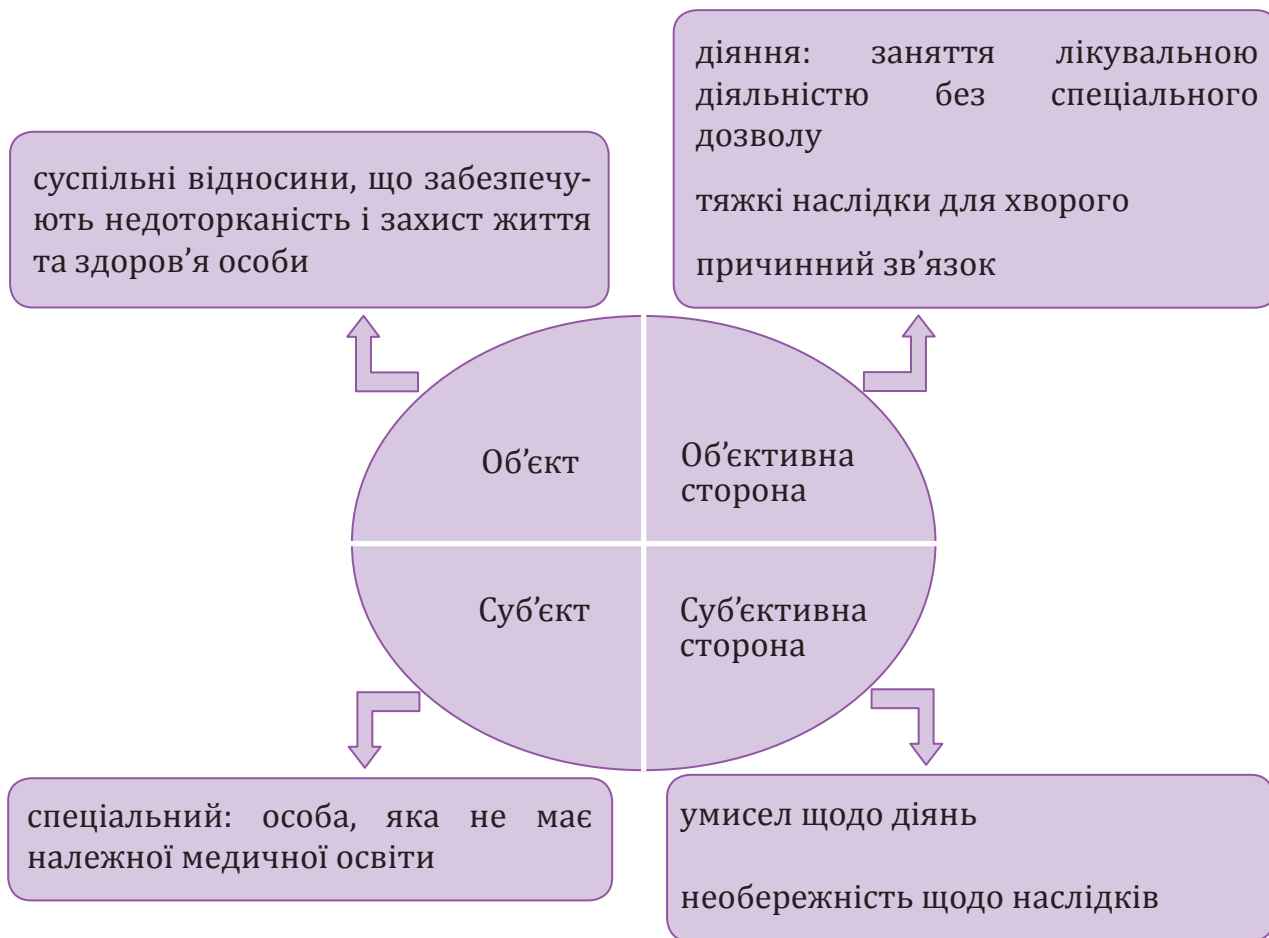 діяння: заняття лікувальною
діяльністю без спеціального
дозволу
тяжкі наслідки для хворого
причинний зв’язок
суспільні відносини, що забезпечу-
ють недоторканість і захист життя
та здоров’я особи
Об’єкт
Об’єктивна
сторона
Суб’єкт
Суб’єктивна
сторона
спеціальний: особа, яка не має
належної медичної освіти
умисел щодо діянь
необережність щодо наслідків